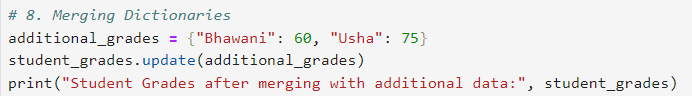 # 8. Merging Dictionaries
additional_grades = {"Bhawani": 60, "Usha": 75}
student_grades.update(additional_grades)
print("Student Grades after merging with additional data:", student_grades)